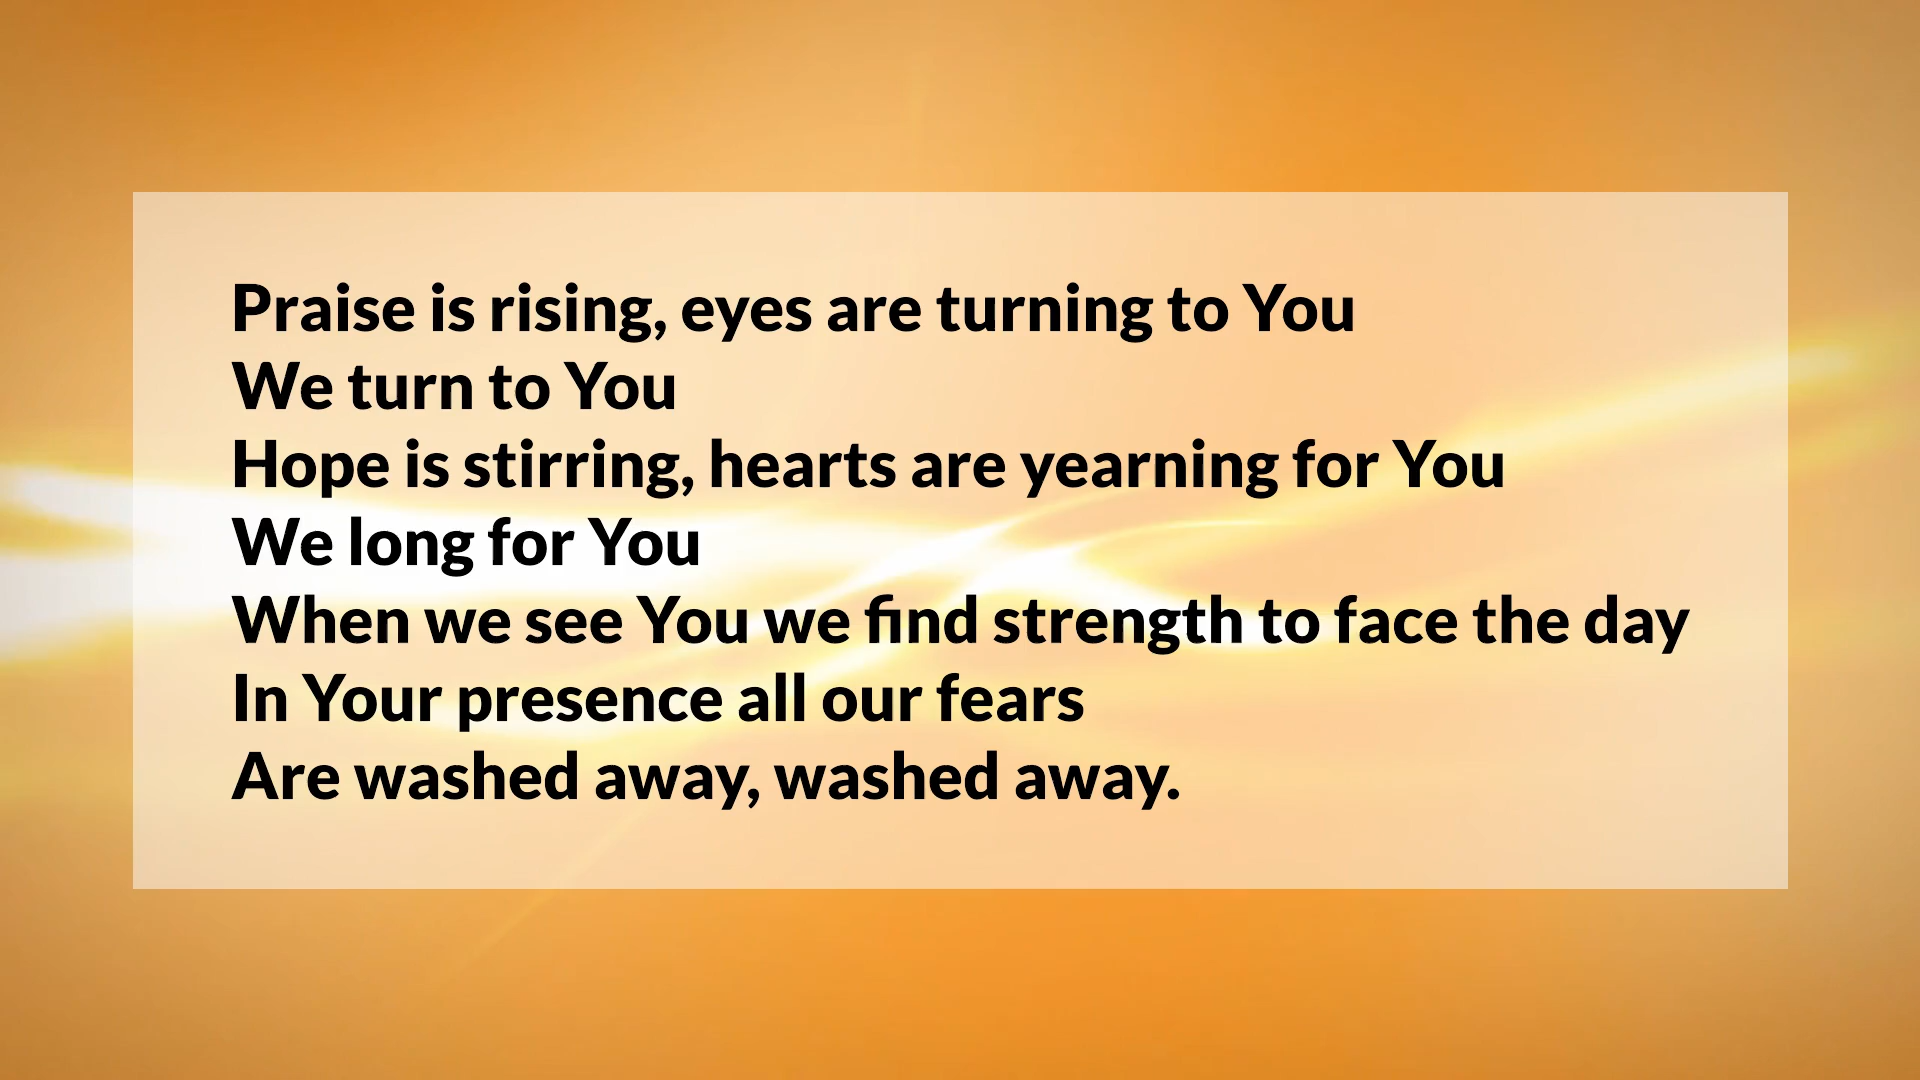 Praise is rising, eyes are turning to You
We turn to You
Hope is stirring, hearts are yearning for You
We long for You
When we see You we find strength to face the day
In Your presence all our fears
Are washed away, washed away.